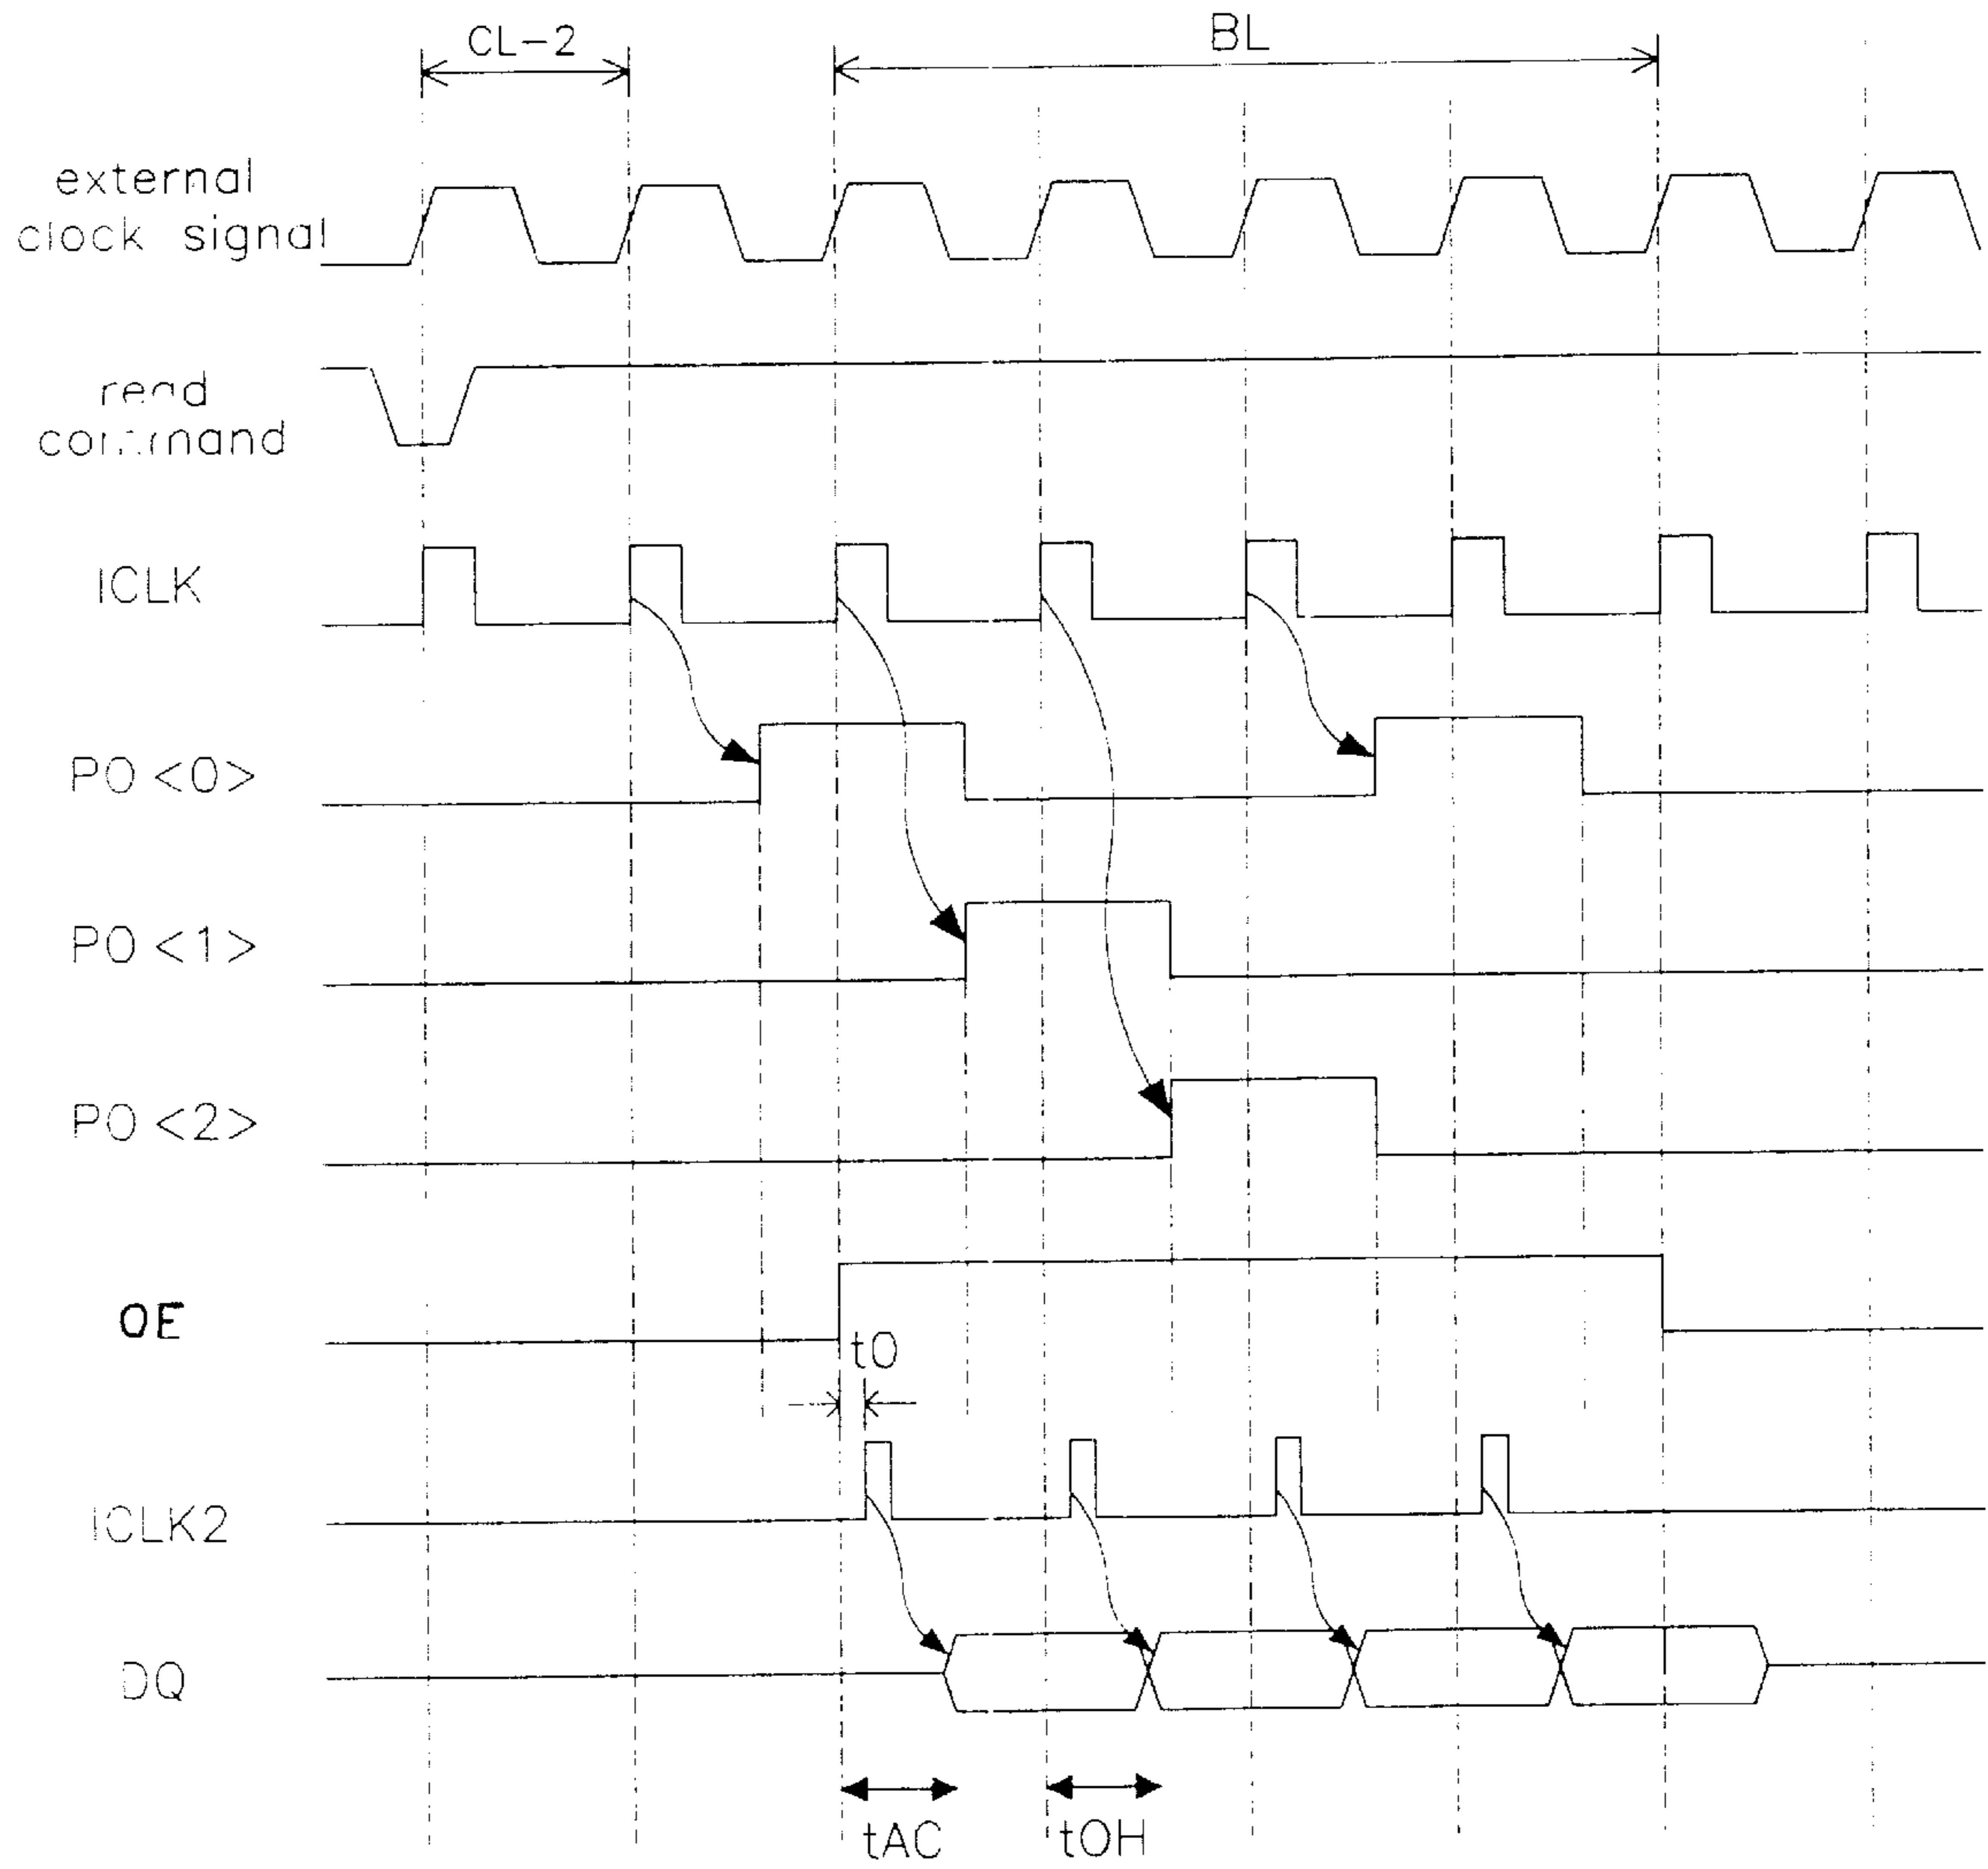 CL-2
BL
external
clock signal
read
command
ICLK
PO<0>
PO<1>
PO<2>
OE
tO
ICLK2
DQ
tAC
tOH